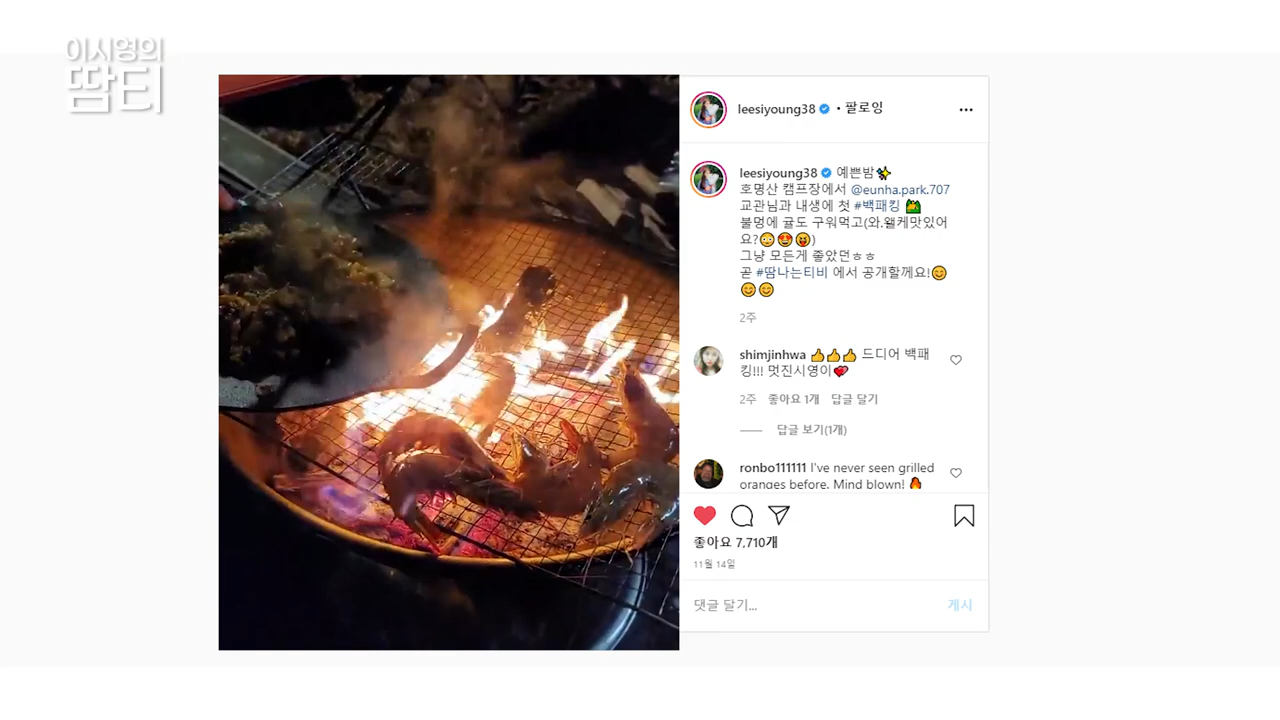 이시영의
땀티
leesiyoung38 • 팔로잉
leesiyoung38 예쁜밤✨
호명산 캠프장에서 @eunha.park.707
교관님과 내생에 첫 #백패킹 🏕
불멍에 귤도 구워먹고(와.왤케맛있어
요?😳🤩😝)
그냥 모든게 좋았던ㅎㅎ
곧 #땀나는티비 에서 공개할께요!😊
😊😊
2주
shimjinhwa 👍👍👍 드디어 백패
킹!!! 멋진시영이💕
2주 좋아요 1개 답글 달기
답글 보기(1개)
ronbo111111 I've never seen grilled
oranges before. Mind blown! 🔥
좋아요 7,710개
11월 14일
댓글 달기...
게시